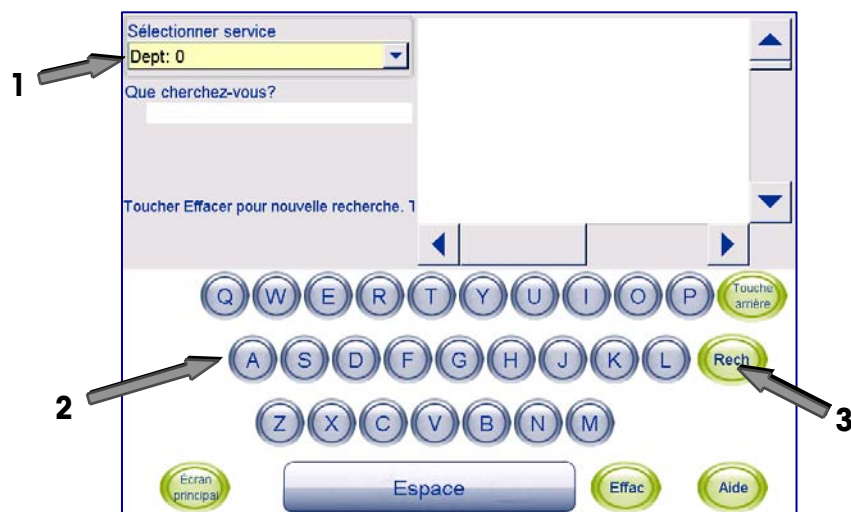 Sélectionner service
Dept: 0
1
Que cherchez-vous?
Toucher Effacer pour nouvelle recherche.
Q W E R T Y U I O P Touche
arrière
2
A S D F G H J K L Rech
3
Z X C V B N M
Écran
principal
Espace
Effac
Aide